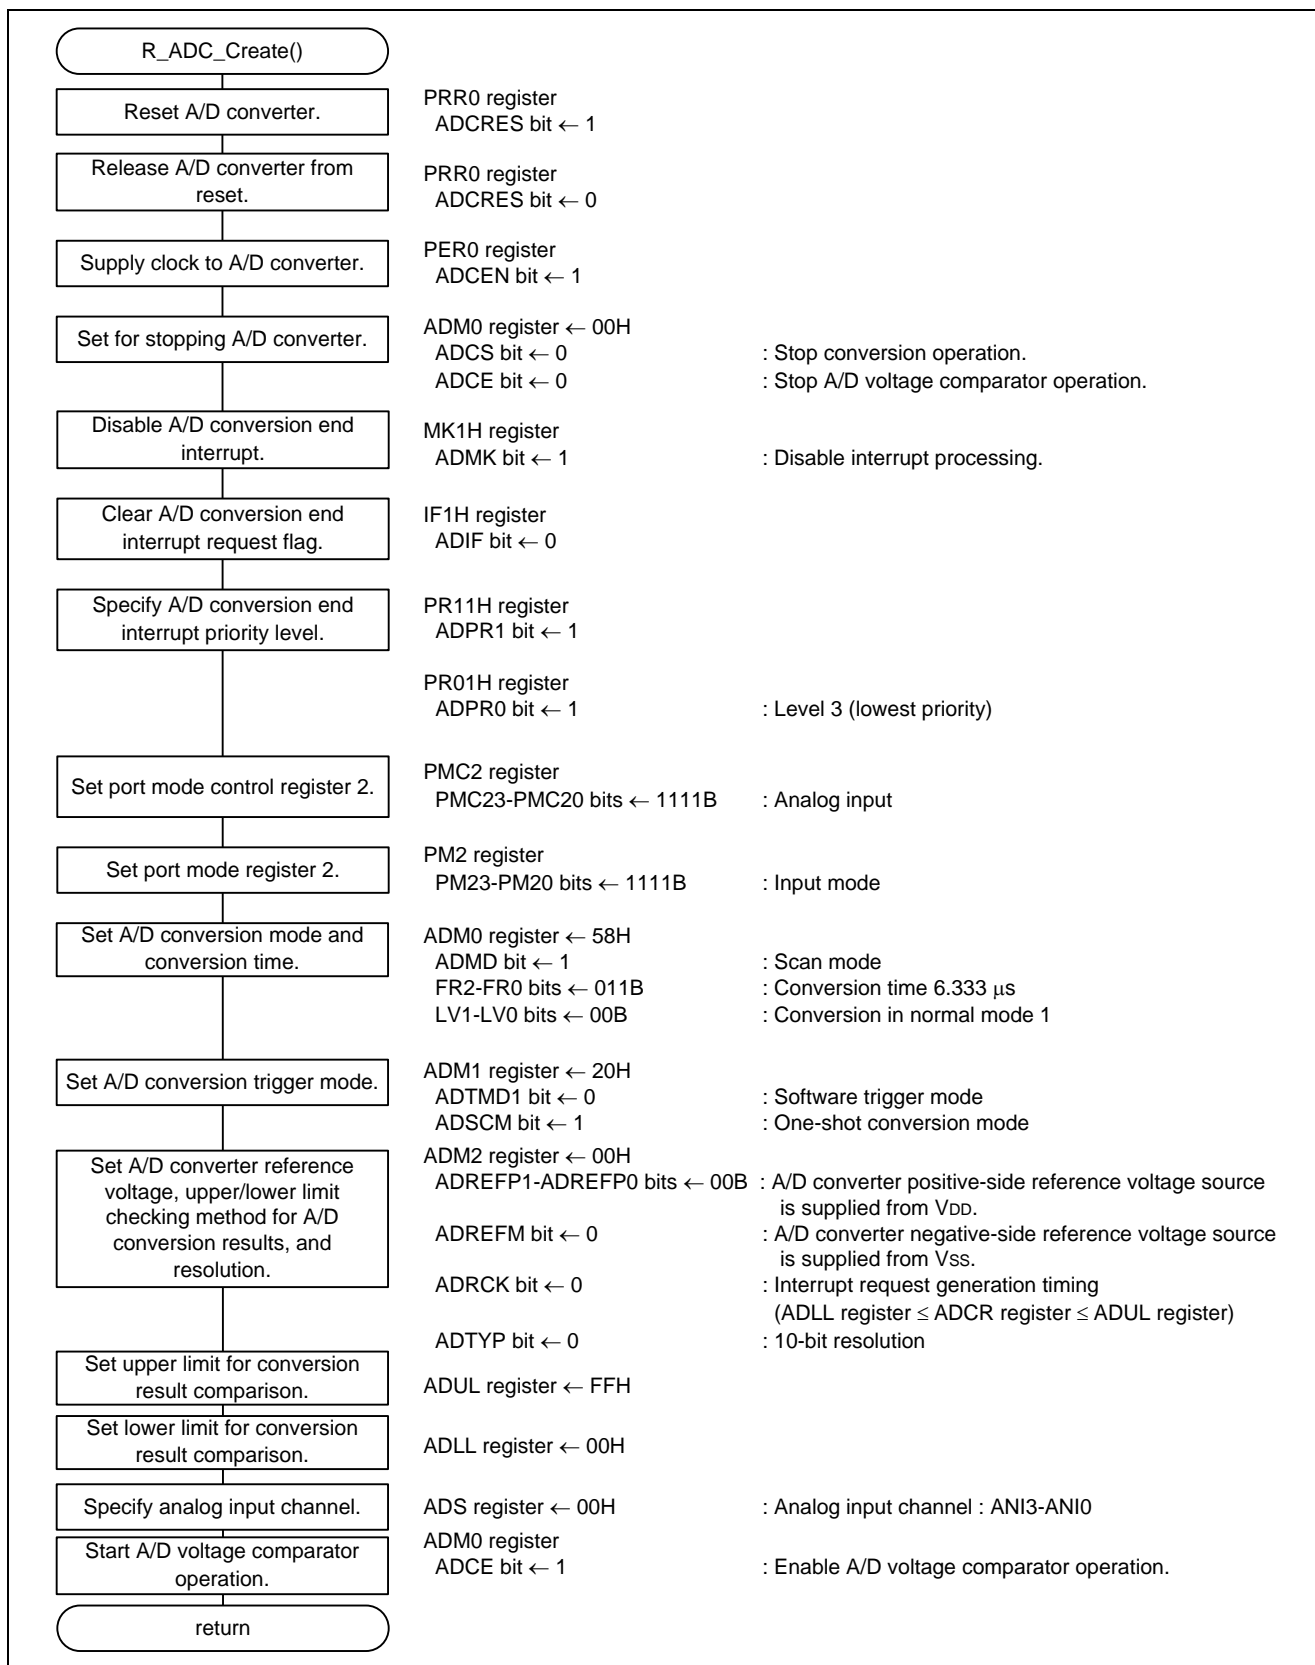 R_ADC_Create()
Reset A/D converter.
PRR0 register
ADCRES bit ← 1
Release A/D converter from
reset.
PRR0 register
ADCRES bit ← 0
Supply clock to A/D converter.
PER0 register
ADCEN bit ← 1
Set for stopping A/D converter.
ADM0 register ← 00H
ADCS bit ← 0 : Stop conversion operation.
ADCE bit ← 0 : Stop A/D voltage comparator operation.
Disable A/D conversion end
interrupt.
MK1H register
ADMK bit ← 1 : Disable interrupt processing.
Clear A/D conversion end
interrupt request flag.
IF1H register
ADIF bit ← 0
Specify A/D conversion end
interrupt priority level.
PR11H register
ADPR1 bit ← 1
PR01H register
ADPR0 bit ← 1 : Level 3 (lowest priority)
Set port mode control register 2.
PMC2 register
PMC23-PMC20 bits ← 1111B : Analog input
Set port mode register 2.
PM2 register
PM23-PM20 bits ← 1111B : Input mode
Set A/D conversion mode and
conversion time.
ADM0 register ← 58H
ADMD bit ← 1 : Scan mode
FR2-FR0 bits ← 011B : Conversion time 6.333 μs
LV1-LV0 bits ← 00B : Conversion in normal mode 1
Set A/D conversion trigger mode.
ADM1 register ← 20H
ADTMD1 bit ← 0 : Software trigger mode
ADSCM bit ← 1 : One-shot conversion mode
Set A/D converter reference
voltage, upper/lower limit
checking method for A/D
conversion results, and
resolution.
ADM2 register ← 00H
ADREFP1-ADREFP0 bits ← 00B : A/D converter positive-side reference voltage source
is supplied from VDD.
ADREFM bit ← 0 : A/D converter negative-side reference voltage source
is supplied from VSS.
ADRCK bit ← 0 : Interrupt request generation timing
(ADLL register ≤ ADCR register ≤ ADUL register)
ADTYP bit ← 0 : 10-bit resolution
Set upper limit for conversion
result comparison.
ADUL register ← FFH
Set lower limit for conversion
result comparison.
ADLL register ← 00H
Specify analog input channel.
ADS register ← 00H : Analog input channel : ANI3-ANI0
Start A/D voltage comparator
operation.
ADM0 register
ADCE bit ← 1 : Enable A/D voltage comparator operation.
return